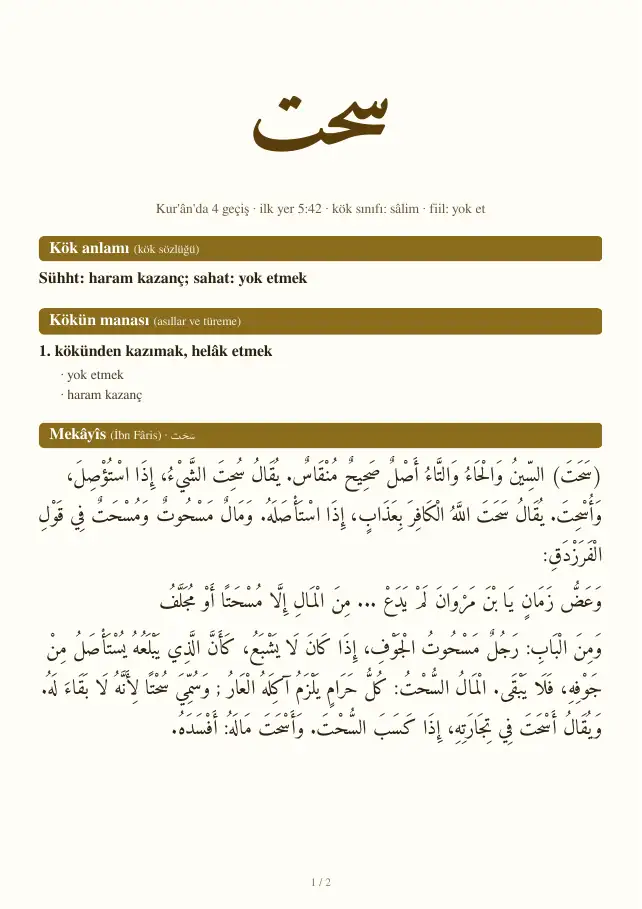 سحت
Kur'ân'da 4 geçiş · ilk yer 5:42 · kök sınıfı: sâlim · fiil: yok et
Kök anlamı (kök sözlüğü)
Sühht: haram kazanç; sahat: yok etmek
Kökün manası (asıllar ve türeme)
1. kökünden kazımak, helâk etmek
· yok etmek
· haram kazanç
Mekâyîs (İbn Fâris) · سحت
(سَحَتَ) السِّينُ وَالْحَاءُ وَالتَّاءُ أَصْلٌ صَحِيحٌ مُنْقَاسٌ. يُقَالُ سُحِتَ الشَّيْءُ، إِذَا اسْتُؤْصِلَ،
وَأُسْحِتَ. يُقَالُ سَحَتَ اللَّهُ الْكَافِرَ بِعَذَابٍ، إِذَا اسْتَأْصَلَهُ. وَمَالٌ مَسْحُوتٌ وَمُسْحَتٌ فِي قَوْلِ
الْفَرَزْدَقِ:
وَعَضُّ زَمَانٍ يَا بْنَ مَرْوَانَ لَمْ يَدَعْ ... مِنَ الْمَالِ إِلَّا مُسْحَتًا أَوْ مُجَلَّفُ
وَمِنَ الْبَابِ: رَجُلٌ مَسْحُوتُ الْجَوْفِ، إِذَا كَانَ لَا يَشْبَعُ، كَأَنَّ الَّذِي يَبْلَعُهُ يُسْتَأْصَلُ مِنْ
جَوْفِهِ، فَلَا يَبْقَى. الْمَالُ السُّحْتُ: كُلُّ حَرَامٍ يَلْزَمُ آكِلَهُ الْعَارُ ; وَسُمِّيَ سُحْتًا لِأَنَّهُ لَا بَقَاءَ لَهُ.
وَيُقَالُ أَسْحَتَ فِي تِجَارَتِهِ، إِذَا كَسَبَ السُّحْتَ. وَأَسْحَتَ مَالَهُ: أَفْسَدَهُ.
1 / 2